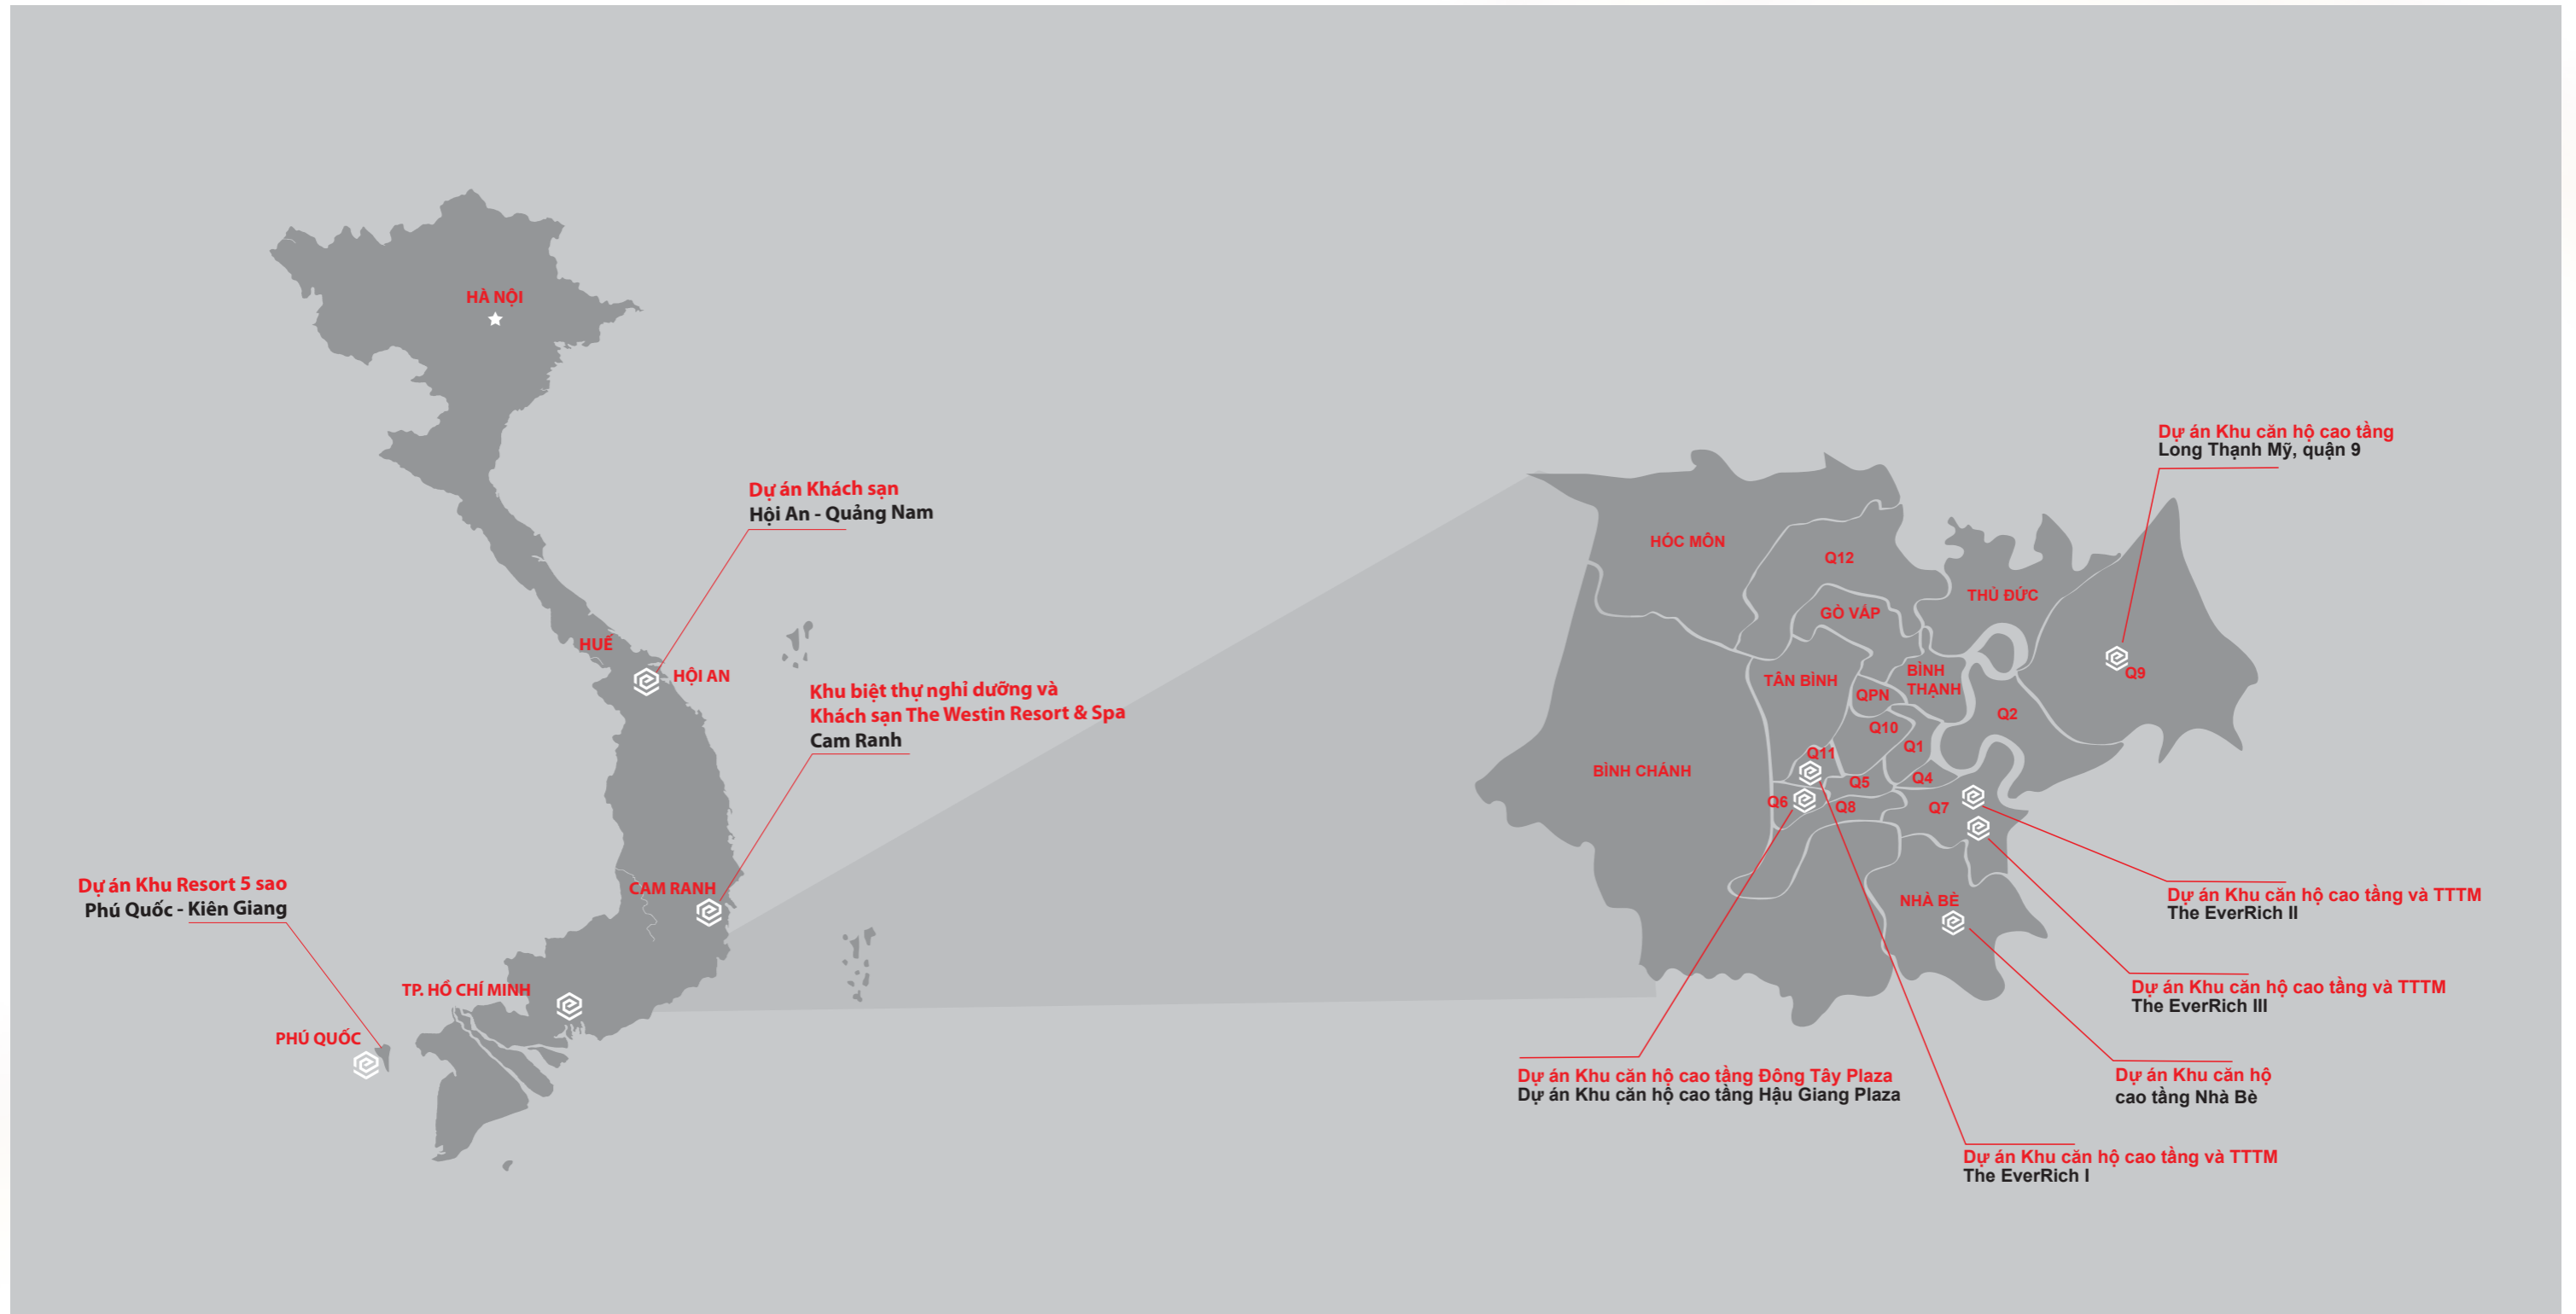 HÀ NỘI
Dự án Khách sạn
Hội An - Quảng Nam
HUẾ
HỘI AN
Khu biệt thự nghỉ dưỡng và
Khách sạn The Westin Resort & Spa
Cam Ranh
CAM RANH
Dự án Khu Resort 5 sao
Phú Quốc - Kiên Giang
TP. HỒ CHÍ MINH
PHÚ QUỐC
Dự án Khu căn hộ cao tầng
Long Thạnh Mỹ, quận 9
HÓC MÔN
Q12
THỦ ĐỨC
GÒ VẤP
BÌNH
THẠNH
TÂN BÌNH
Q9
QPN
Q2
Q10
Q1
Q11
BÌNH CHÁNH
Q5
Q4
Q6
Q8
Q7
NHÀ BÈ
Dự án Khu căn hộ cao tầng và TTTM
The EverRich II
Dự án Khu căn hộ cao tầng và TTTM
The EverRich III
Dự án Khu căn hộ cao tầng Đông Tây Plaza
Dự án Khu căn hộ cao tầng Hậu Giang Plaza
Dự án Khu căn hộ
cao tầng Nhà Bè
Dự án Khu căn hộ cao tầng và TTTM
The EverRich I